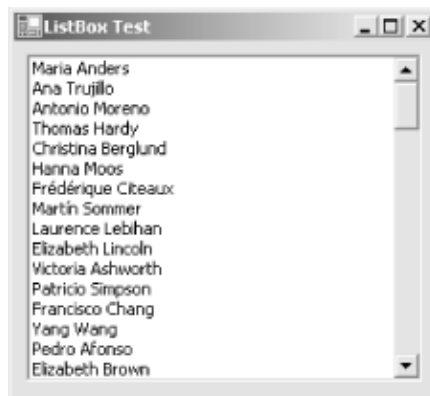 ListBox Test
Maria Anders
Ana Trujillo
Antonio Moreno
Thomas Hardy
Christina Berglund
Hanna Moos
Frédérique Citeaux
Martín Sommer
Laurence Lebihan
Elizabeth Lincoln
Victoria Ashworth
Patricio Simpson
Francisco Chang
Yang Wang
Pedro Afonso
Elizabeth Brown